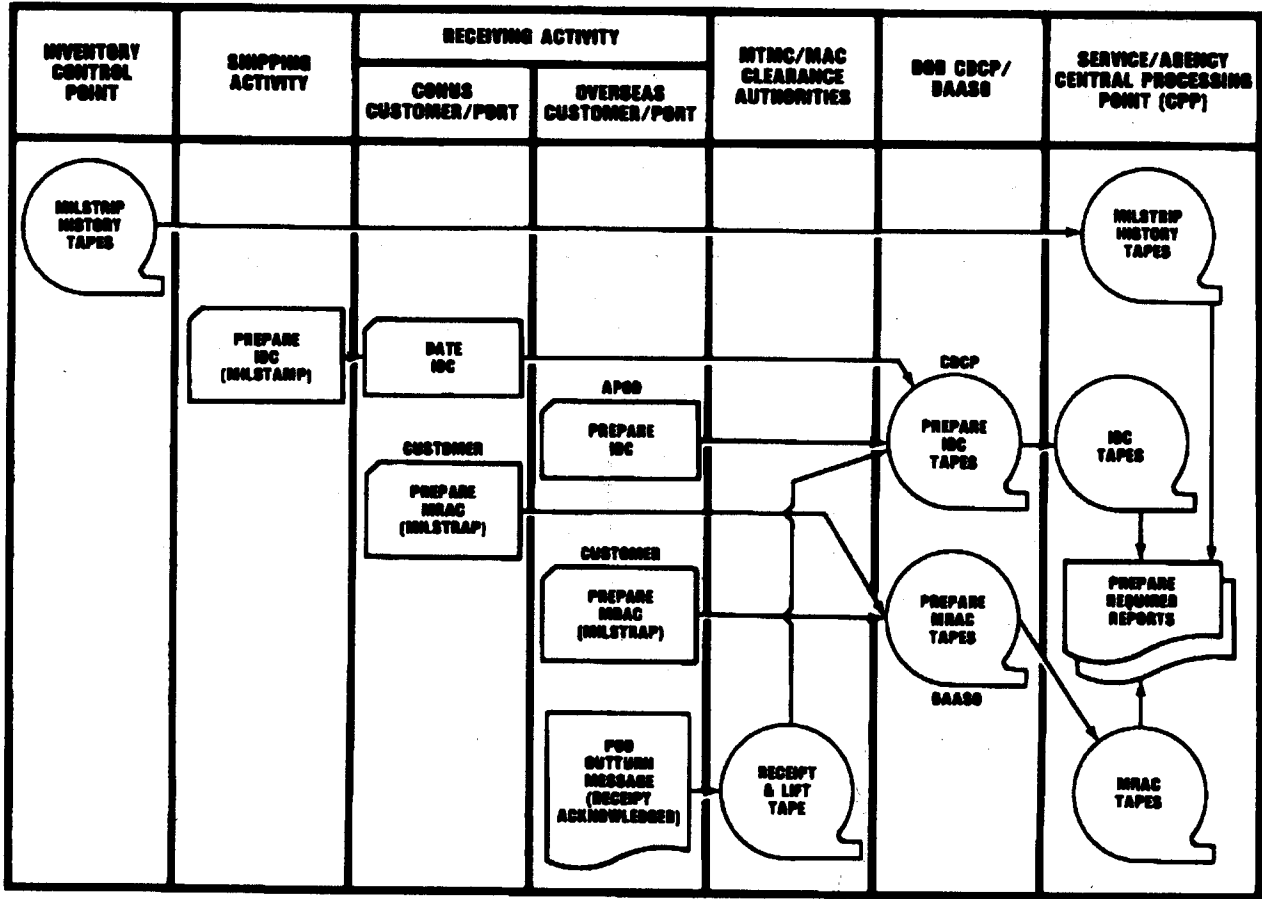 INVENTORY
CONTROL
POINT
SHIPPING
ACTIVITY
RECEIVING ACTIVITY
CONUS
CUSTOMER/PORT
OVERSEAS
CUSTOMER/PORT
MTMC/MAC
CLEARANCE
AUTHORITIES
DOD CDCP/
DAASO
SERVICE/AGENCY
CENTRAL PROCESSING
POINT (CPP)
MILSTRIP
HISTORY
TAPES
MILSTRIP
HISTORY
TAPES
PREPARE
IDC
(MILSTAMP)
DATE
IDC
CDCP
PREPARE
IDC
TAPES
IDC
TAPES
APOD
PREPARE
IDC
CUSTOMER
PREPARE
MRAC
(MILSTRAP)
CUSTOMER
PREPARE
MRAC
(MILSTRAP)
PREPARE
MRAC
TAPES
DAASO
PREPARE
REQUIRED
REPORTS
POD
OUTTURN
MESSAGE
(RECEIPT
ACKNOWLEDGED)
RECEIPT
& LIFT
TAPE
MRAC
TAPES